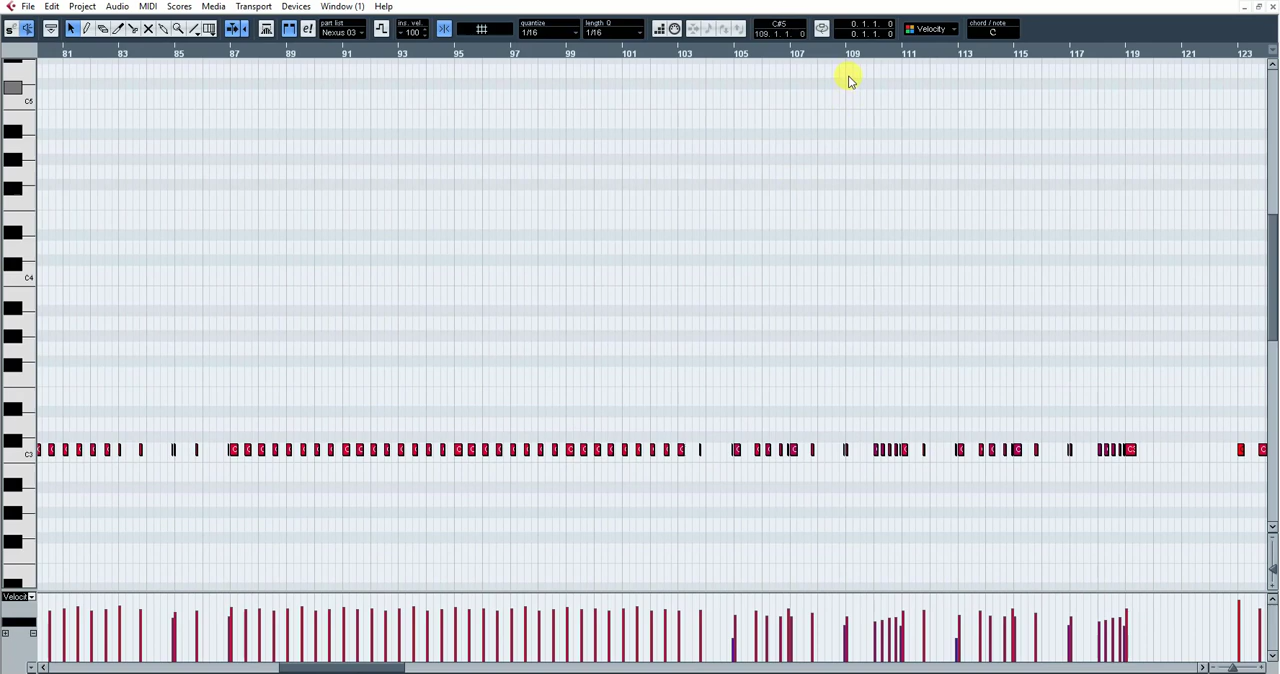 File Edit Project Audio MIDI Scores Media Transport Devices Window (1) Help
part list ins. vel. quantize length Q C#5 0. 1. 1. 0 chord / note
Nexus 03 100 1/16 1/16 109. 1. 1. 0 0. 1. 1. 0 Velocity C
81 83 85 87 89 91 93 95 97 99 101 103 105 107 109 111 113 115 117 119 121 123
C5
C4
C3
Velocit